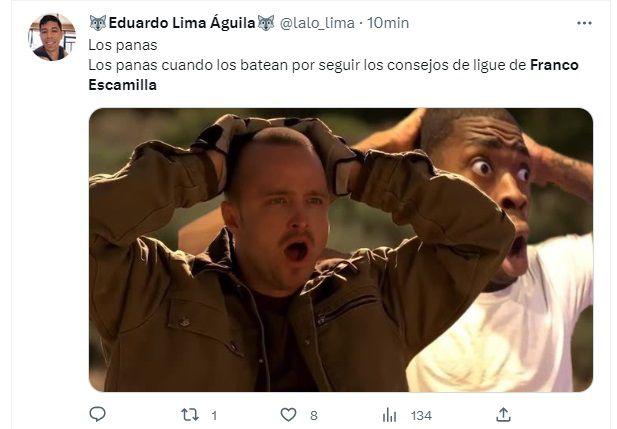 🐺Eduardo Lima Águila🐺 @lalo_lima · 10min
Los panas
Los panas cuando los batean por seguir los consejos de ligue de Franco
Escamilla
1 8 134